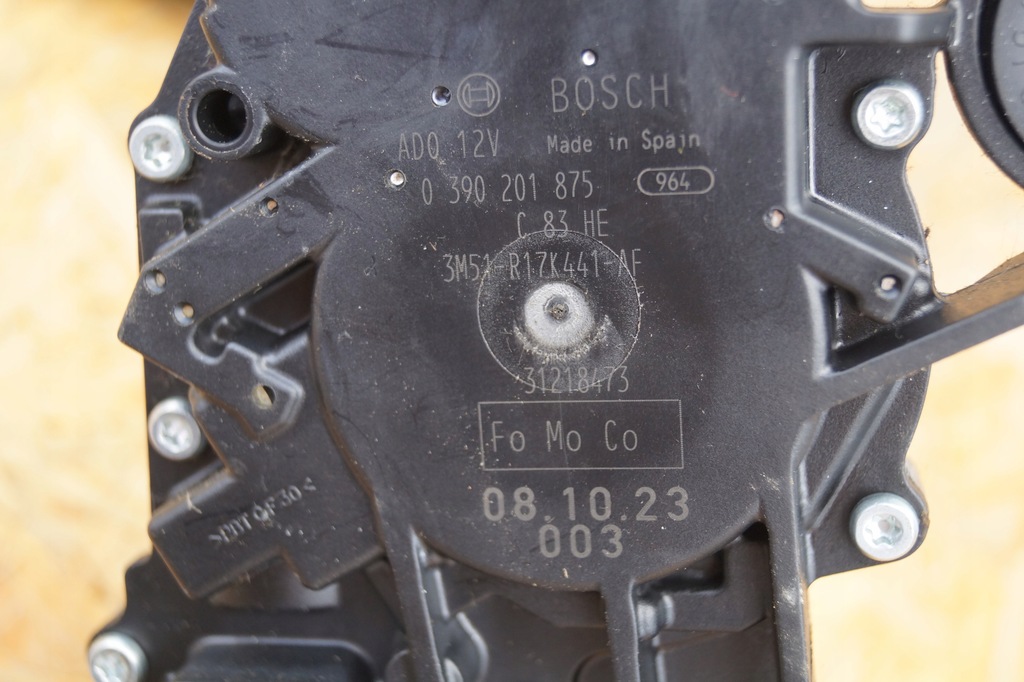 BOSCH
AD0 12V Made in Spain
0 390 201 875 964
C 83 HE
3M51-R17K441-AF
31218473
Fo Mo Co
08.10.23
003